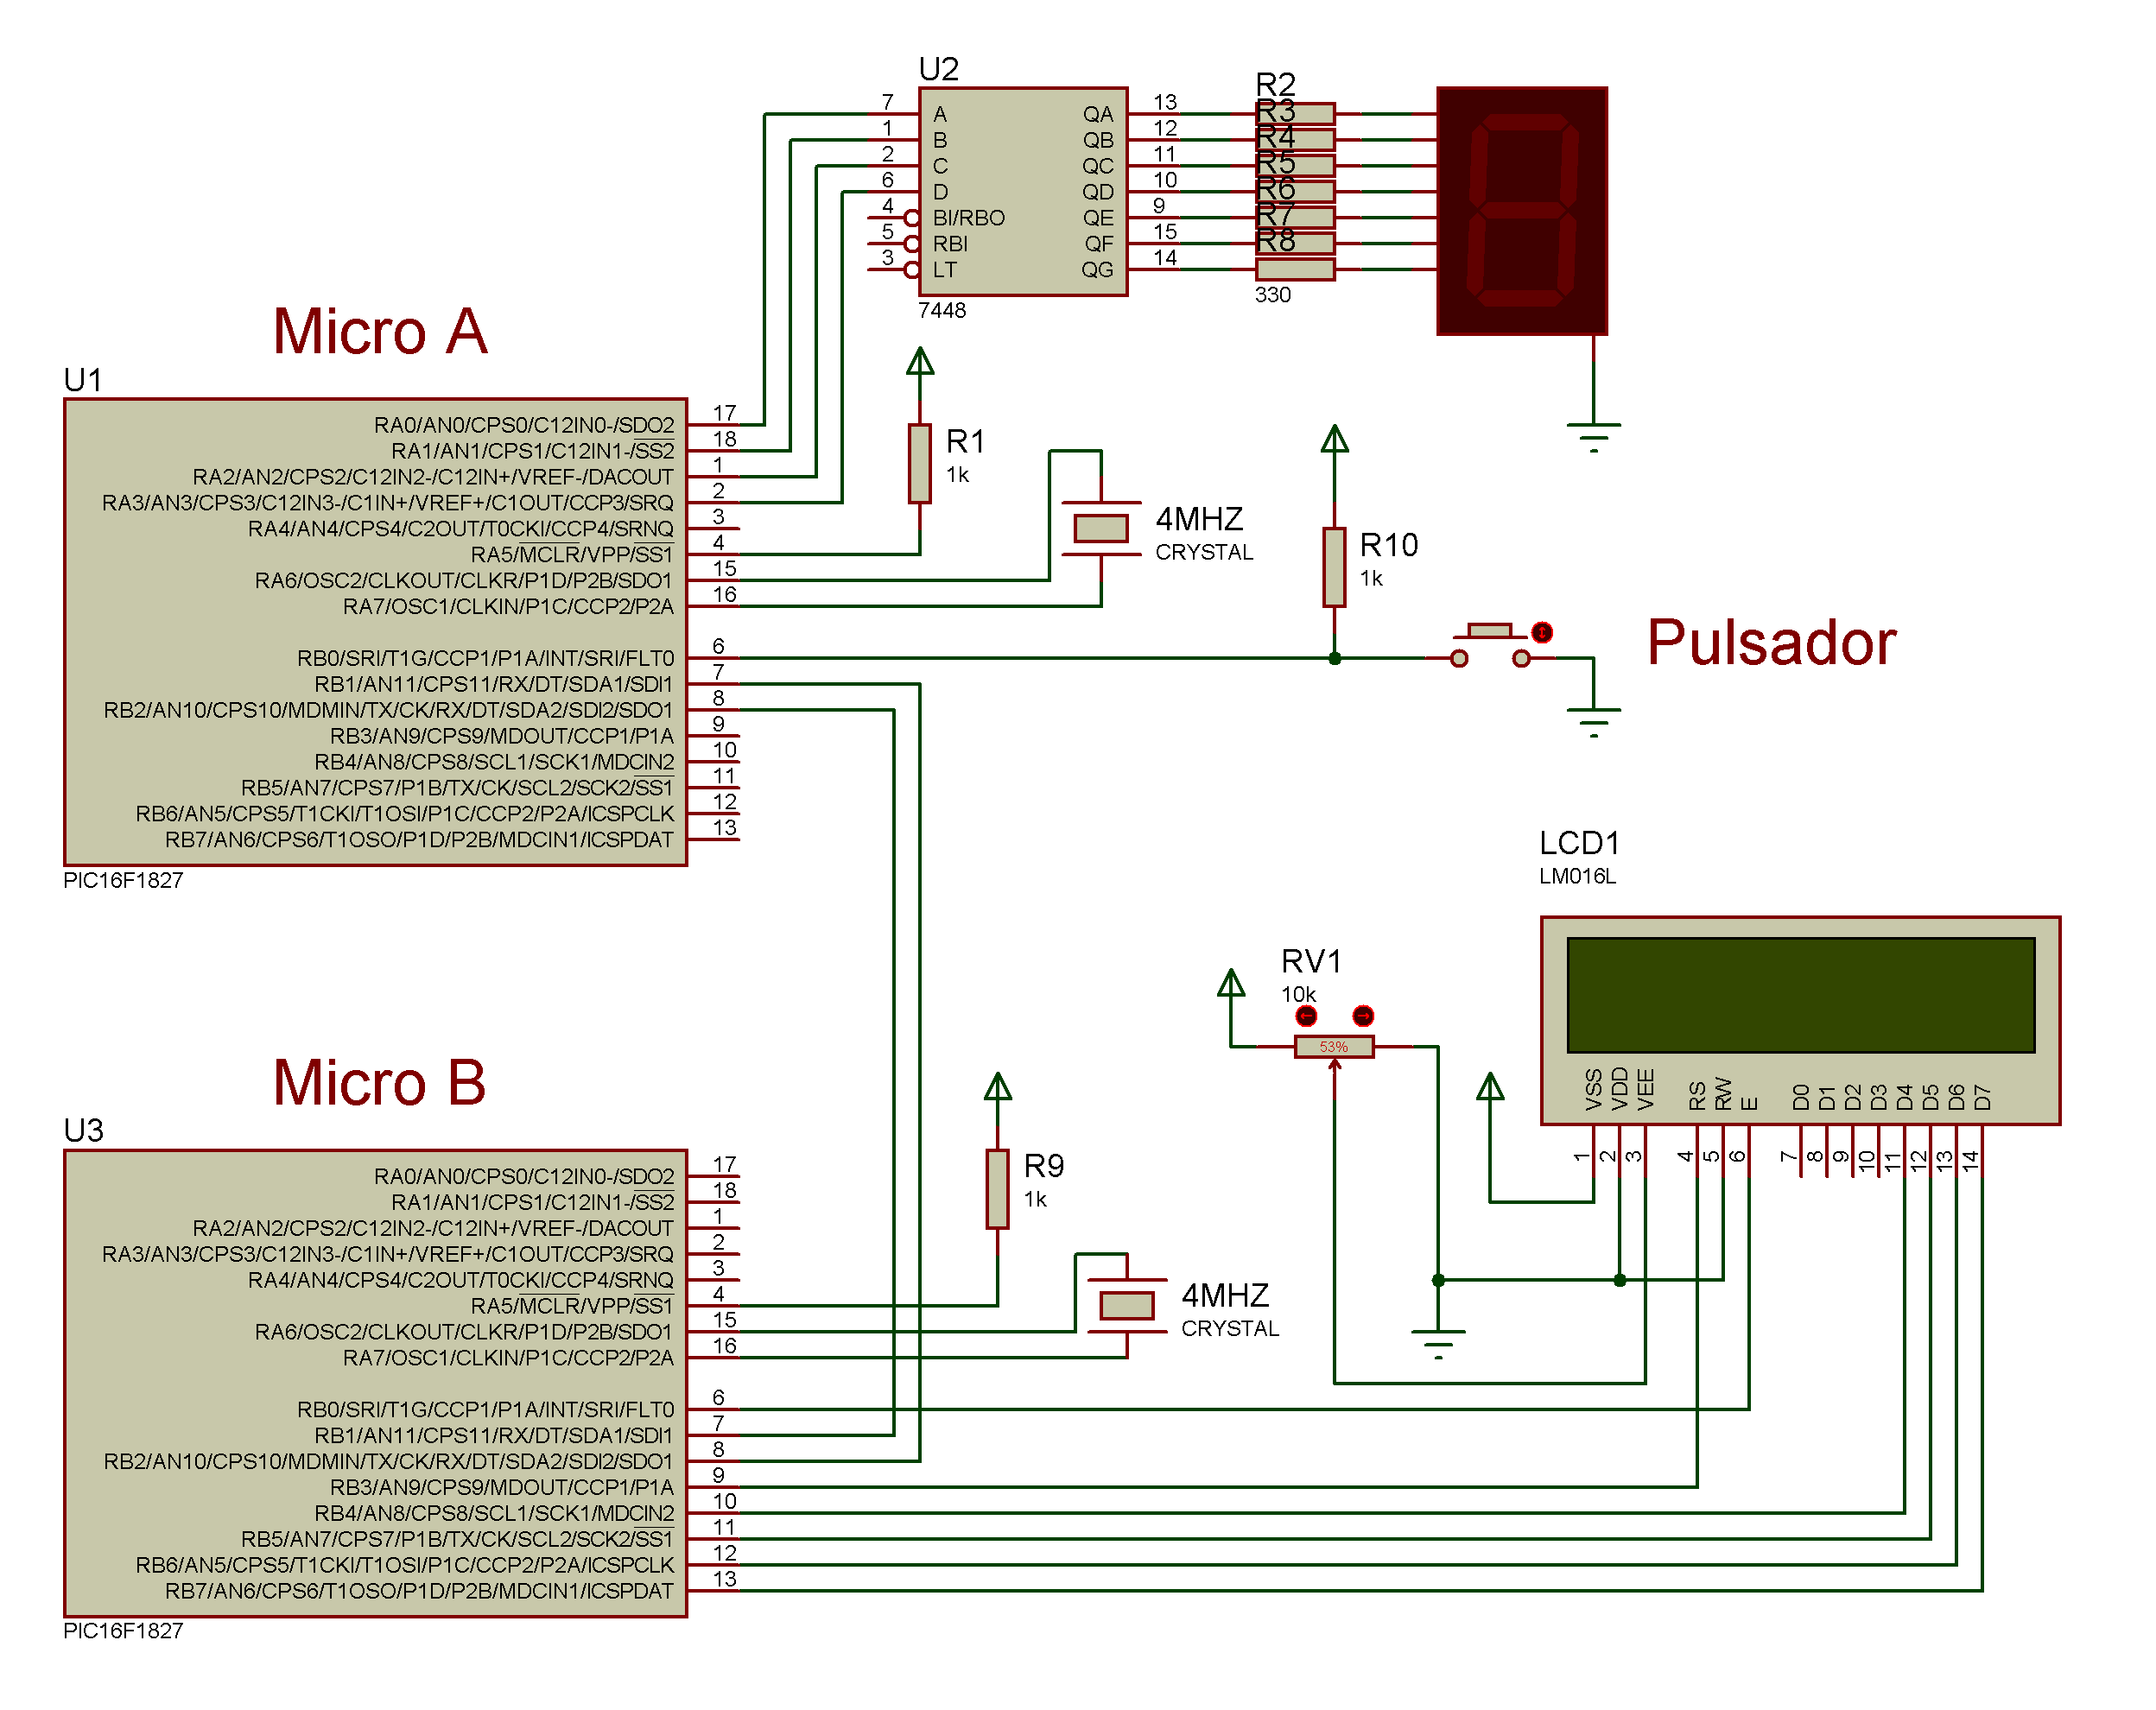 U2
7 A QA 13
1 B QB 12
2 C QC 11
6 D QD 10
4 BI/RBO QE 9
5 RBI QF 15
3 LT QG 14
7448
R2
R3
R4
R5
R6
R7
R8
330
Micro A
U1
RA0/AN0/CPS0/C12IN0-/SDO2 17
RA1/AN1/CPS1/C12IN1-/SS2 18
RA2/AN2/CPS2/C12IN2-/C12IN+/VREF-/DACOUT 1
RA3/AN3/CPS3/C12IN3-/C1IN+/VREF+/C1OUT/CCP3/SRQ 2
RA4/AN4/CPS4/C2OUT/T0CKI/CCP4/SRNQ 3
RA5/MCLR/VPP/SS1 4
RA6/OSC2/CLKOUT/CLKR/P1D/P2B/SDO1 15
RA7/OSC1/CLKIN/P1C/CCP2/P2A 16
RB0/SRI/T1G/CCP1/P1A/INT/SRI/FLT0 6
RB1/AN11/CPS11/RX/DT/SDA1/SDI1 7
RB2/AN10/CPS10/MDMIN/TX/CK/RX/DT/SDA2/SDI2/SDO1 8
RB3/AN9/CPS9/MDOUT/CCP1/P1A 9
RB4/AN8/CPS8/SCL1/SCK1/MDCIN2 10
RB5/AN7/CPS7/P1B/TX/CK/SCL2/SCK2/SS1 11
RB6/AN5/CPS5/T1CKI/T1OSI/P1C/CCP2/P2A/ICSPCLK 12
RB7/AN6/CPS6/T1OSO/P1D/P2B/MDCIN1/ICSPDAT 13
PIC16F1827
R1
1k
4MHZ
CRYSTAL
R10
1k
Pulsador
LCD1
LM016L
VSS VDD VEE RS RW E D0 D1 D2 D3 D4 D5 D6 D7
1 2 3 4 5 6 7 8 9 10 11 12 13 14
RV1
10k
53%
Micro B
U3
RA0/AN0/CPS0/C12IN0-/SDO2 17
RA1/AN1/CPS1/C12IN1-/SS2 18
RA2/AN2/CPS2/C12IN2-/C12IN+/VREF-/DACOUT 1
RA3/AN3/CPS3/C12IN3-/C1IN+/VREF+/C1OUT/CCP3/SRQ 2
RA4/AN4/CPS4/C2OUT/T0CKI/CCP4/SRNQ 3
RA5/MCLR/VPP/SS1 4
RA6/OSC2/CLKOUT/CLKR/P1D/P2B/SDO1 15
RA7/OSC1/CLKIN/P1C/CCP2/P2A 16
RB0/SRI/T1G/CCP1/P1A/INT/SRI/FLT0 6
RB1/AN11/CPS11/RX/DT/SDA1/SDI1 7
RB2/AN10/CPS10/MDMIN/TX/CK/RX/DT/SDA2/SDI2/SDO1 8
RB3/AN9/CPS9/MDOUT/CCP1/P1A 9
RB4/AN8/CPS8/SCL1/SCK1/MDCIN2 10
RB5/AN7/CPS7/P1B/TX/CK/SCL2/SCK2/SS1 11
RB6/AN5/CPS5/T1CKI/T1OSI/P1C/CCP2/P2A/ICSPCLK 12
RB7/AN6/CPS6/T1OSO/P1D/P2B/MDCIN1/ICSPDAT 13
PIC16F1827
R9
1k
4MHZ
CRYSTAL